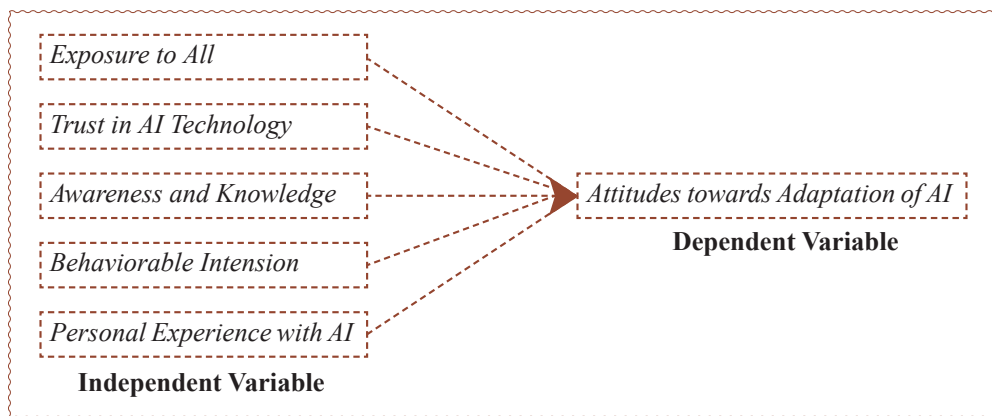 Exposure to All
Trust in AI Technology
Awareness and Knowledge
Behaviorable Intension
Personal Experience with AI
Independent Variable
Attitudes towards Adaptation of AI
Dependent Variable